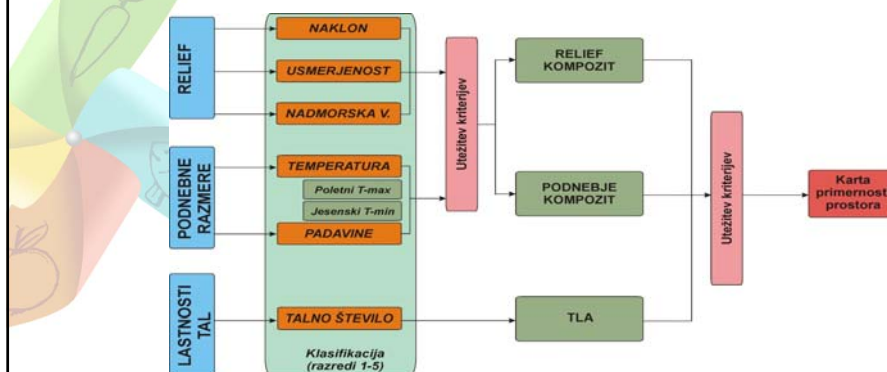 RELIEF
NAKLON
USMERJENOST
NADMORSKA V.
PODNEBNE
RAZMERE
TEMPERATURA
Poletni T-max
Jesenski T-min
PADAVINE
LASTNOSTI
TAL
TALNO ŠTEVILO
Klasifikacija
(razredi 1-5)
Utežitev kriterijev
RELIEF
KOMPOZIT
PODNEBJE
KOMPOZIT
TLA
Utežitev kriterijev
Karta
primernosti
prostora